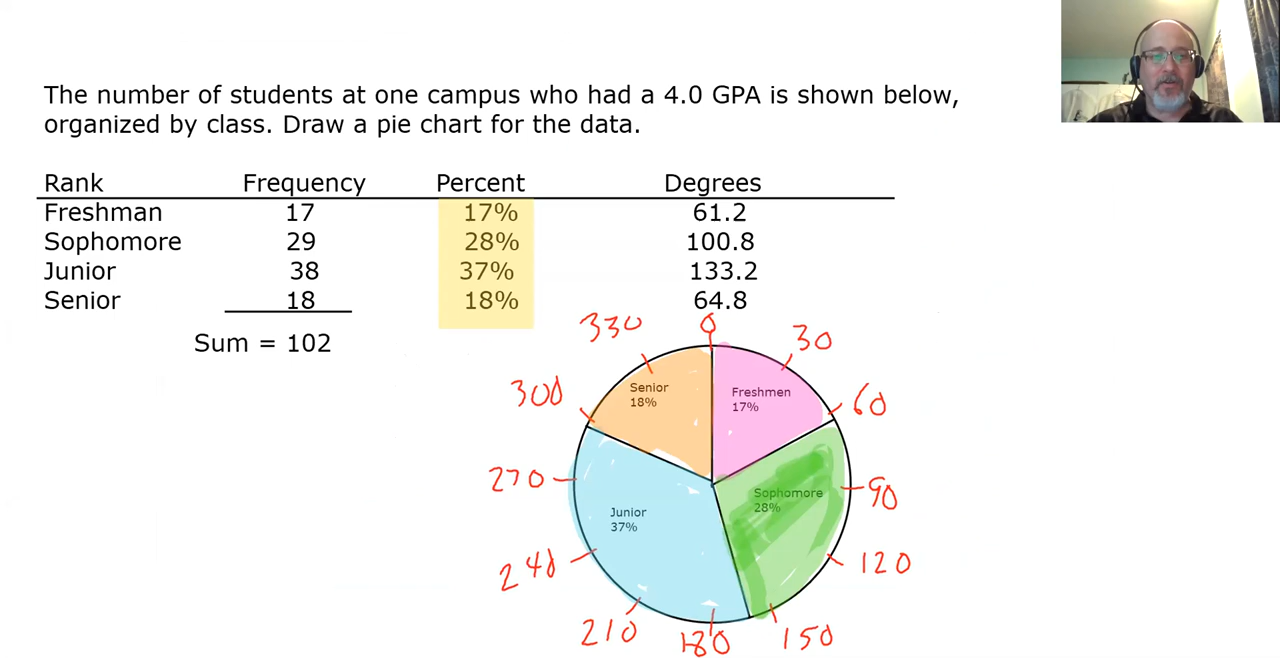 The number of students at one campus who had a 4.0 GPA is shown below,
organized by class. Draw a pie chart for the data.
Rank Frequency Percent Degrees
Freshman 17 17% 61.2
Sophomore 29 28% 100.8
Junior 38 37% 133.2
Senior 18 18% 64.8
Sum = 102
330 0 30
Senior
18%
Freshmen
17%
300 60
270 90
Sophomore
28%
Junior
37%
240 120
210 180 150